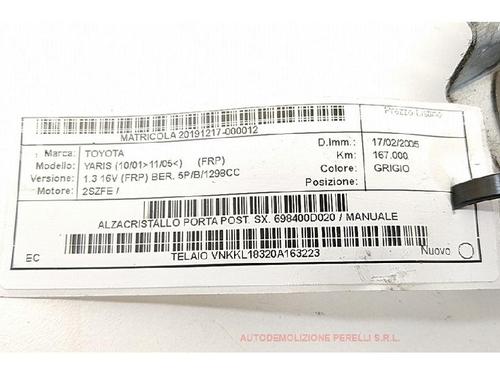 Prezzo Listino
MATRICOLA 20191217-000012
Marca: TOYOTA D.Imm.: 17/02/2005
Modello: YARIS (10/01>11/05<) (FRP) Km: 167.000
Versione: 1.3 16V (FRP) BER. 5P/B/1298CC Colore: GRIGIO
Motore: 2SZFE / Posizione:
ALZACRISTALLO PORTA POST. SX. 698400D020 / MANUALE
EC TELAIO VNKKL18320A163223 Nuovo
AUTODEMOLIZIONE PERELLI S.R.L.